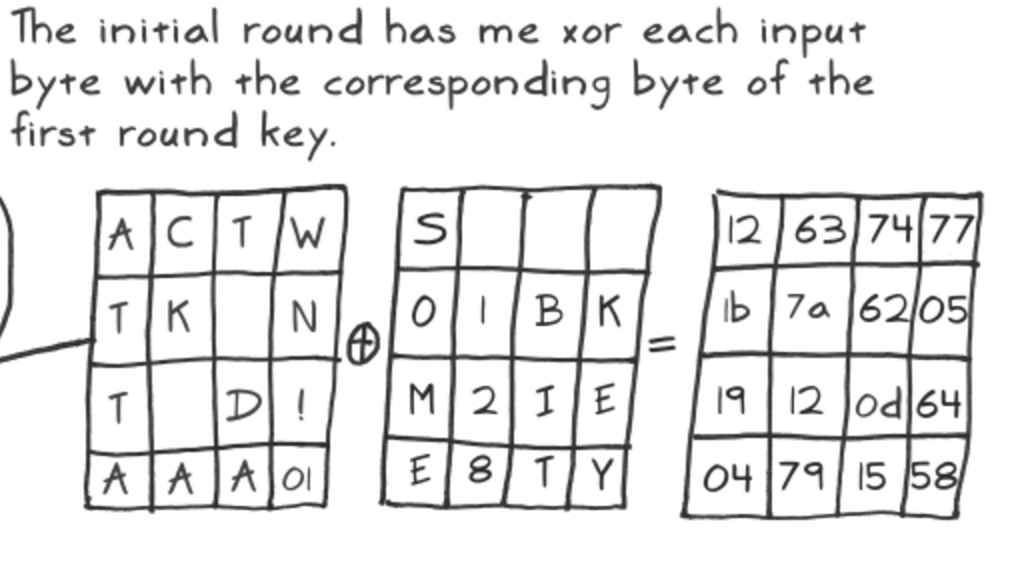 The initial round has me xor each input
byte with the corresponding byte of the
first round key.
A C T W S 12 63 74 77
T K N ⊕ O 1 B K = 1b 7a 62 05
T D ! M 2 I E 19 12 0d 64
A A A 01 E 8 T Y 04 79 15 58